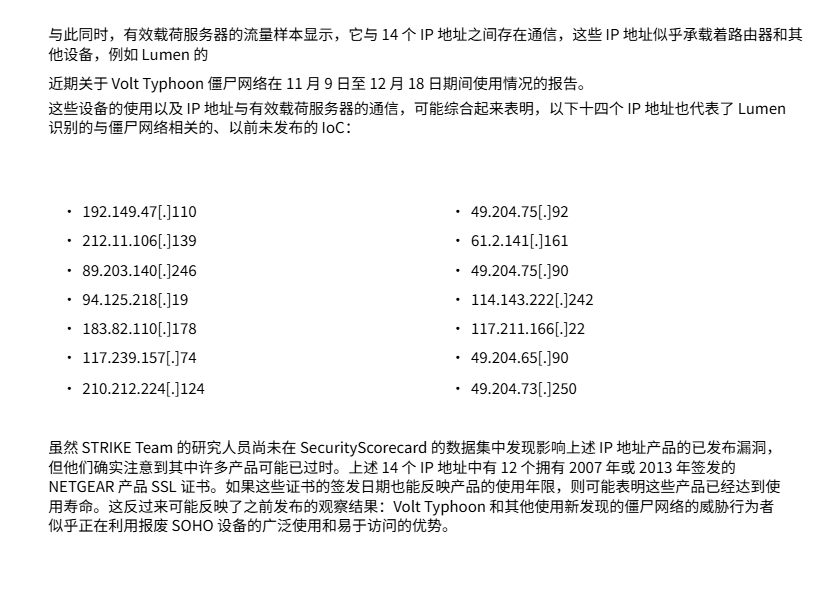 与此同时，有效载荷服务器的流量样本显示，它与 14 个 IP 地址之间存在通信，这些 IP 地址似乎承载着路由器和其
他设备，例如 Lumen 的
近期关于 Volt Typhoon 僵尸网络在 11 月 9 日至 12 月 18 日期间使用情况的报告。
这些设备的使用以及 IP 地址与有效载荷服务器的通信，可能综合起来表明，以下十四个 IP 地址也代表了 Lumen
识别的与僵尸网络相关的、以前未发布的 IoC：
• 192.149.47[.]110
• 212.11.106[.]139
• 89.203.140[.]246
• 94.125.218[.]19
• 183.82.110[.]178
• 117.239.157[.]74
• 210.212.224[.]124
• 49.204.75[.]92
• 61.2.141[.]161
• 49.204.75[.]90
• 114.143.222[.]242
• 117.211.166[.]22
• 49.204.65[.]90
• 49.204.73[.]250
虽然 STRIKE Team 的研究人员尚未在 SecurityScorecard 的数据集中发现影响上述 IP 地址产品的已发布漏洞，
但他们确实注意到其中许多产品可能已过时。上述 14 个 IP 地址中有 12 个拥有 2007 年或 2013 年签发的
NETGEAR 产品 SSL 证书。如果这些证书的签发日期也能反映产品的使用年限，则可能表明这些产品已经达到使
用寿命。这反过来可能反映了之前发布的观察结果：Volt Typhoon 和其他使用新发现的僵尸网络的威胁行为者
似乎正在利用报废 SOHO 设备的广泛使用和易于访问的优势。